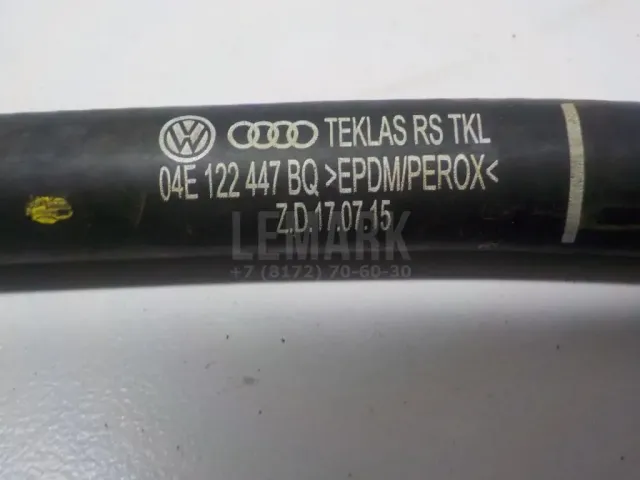 TEKLAS RS TKL
04E 122 447 BQ >EPDM/PEROX<
Z.D.17.07.15
LEMARK
+7 (8172) 70-60-30